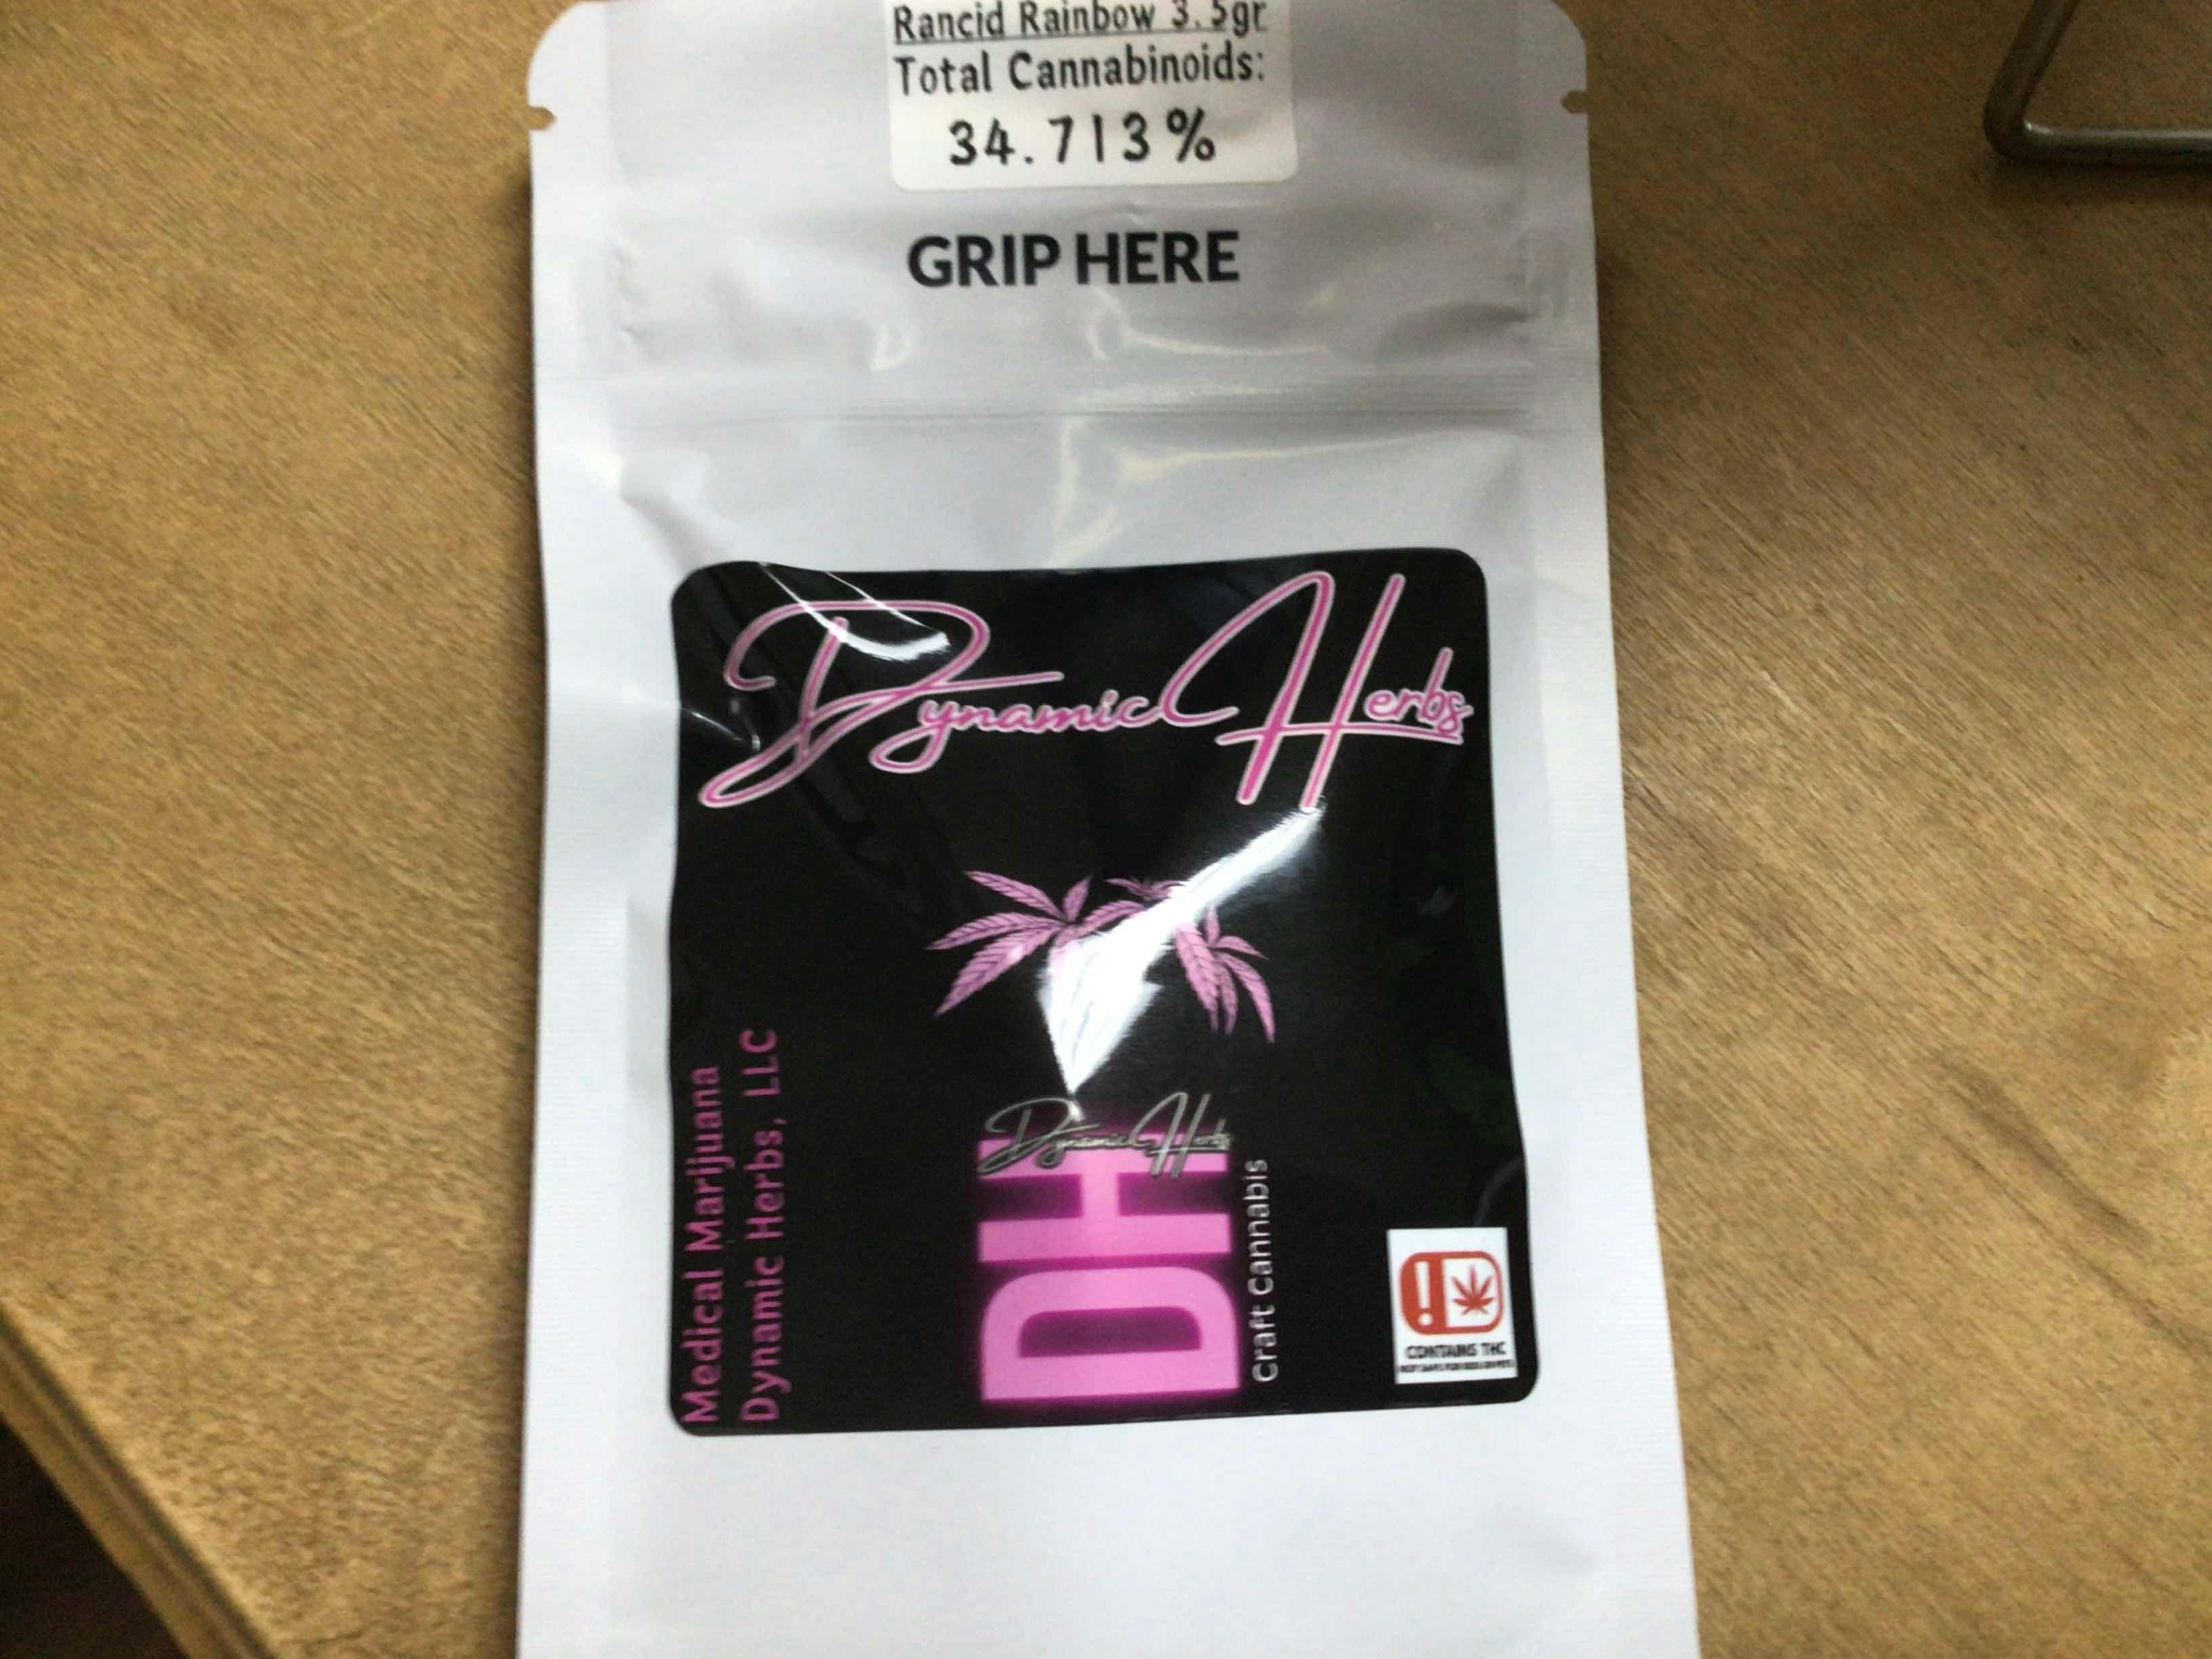 Rancid Rainbow 3.5gr
Total Cannabinoids:
34.713%
GRIP HERE
Dynamic Herbs
Medical Marijuana
Dynamic Herbs, LLC
Dynamic Herbs
DH
Craft Cannabis
CONTAINS THC